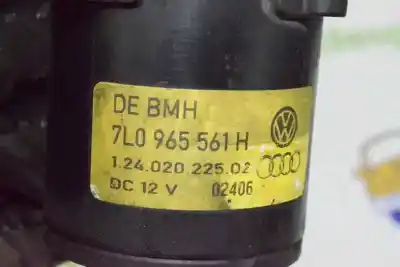 DE BMH
7L0 965 561 H
1.24.020.225.02
DC 12 V 02406